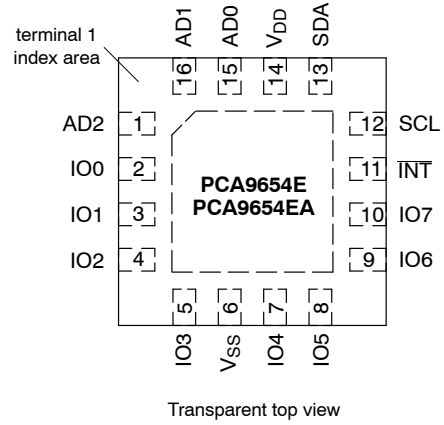 terminal 1
index area
AD1
AD0
VDD
SDA
16
15
14
13
AD2
1
12
SCL
IO0
2
11
INT
IO1
3
10
IO7
IO2
4
9
IO6
PCA9654E
PCA9654EA
5
6
7
8
IO3
VSS
IO4
IO5
Transparent top view